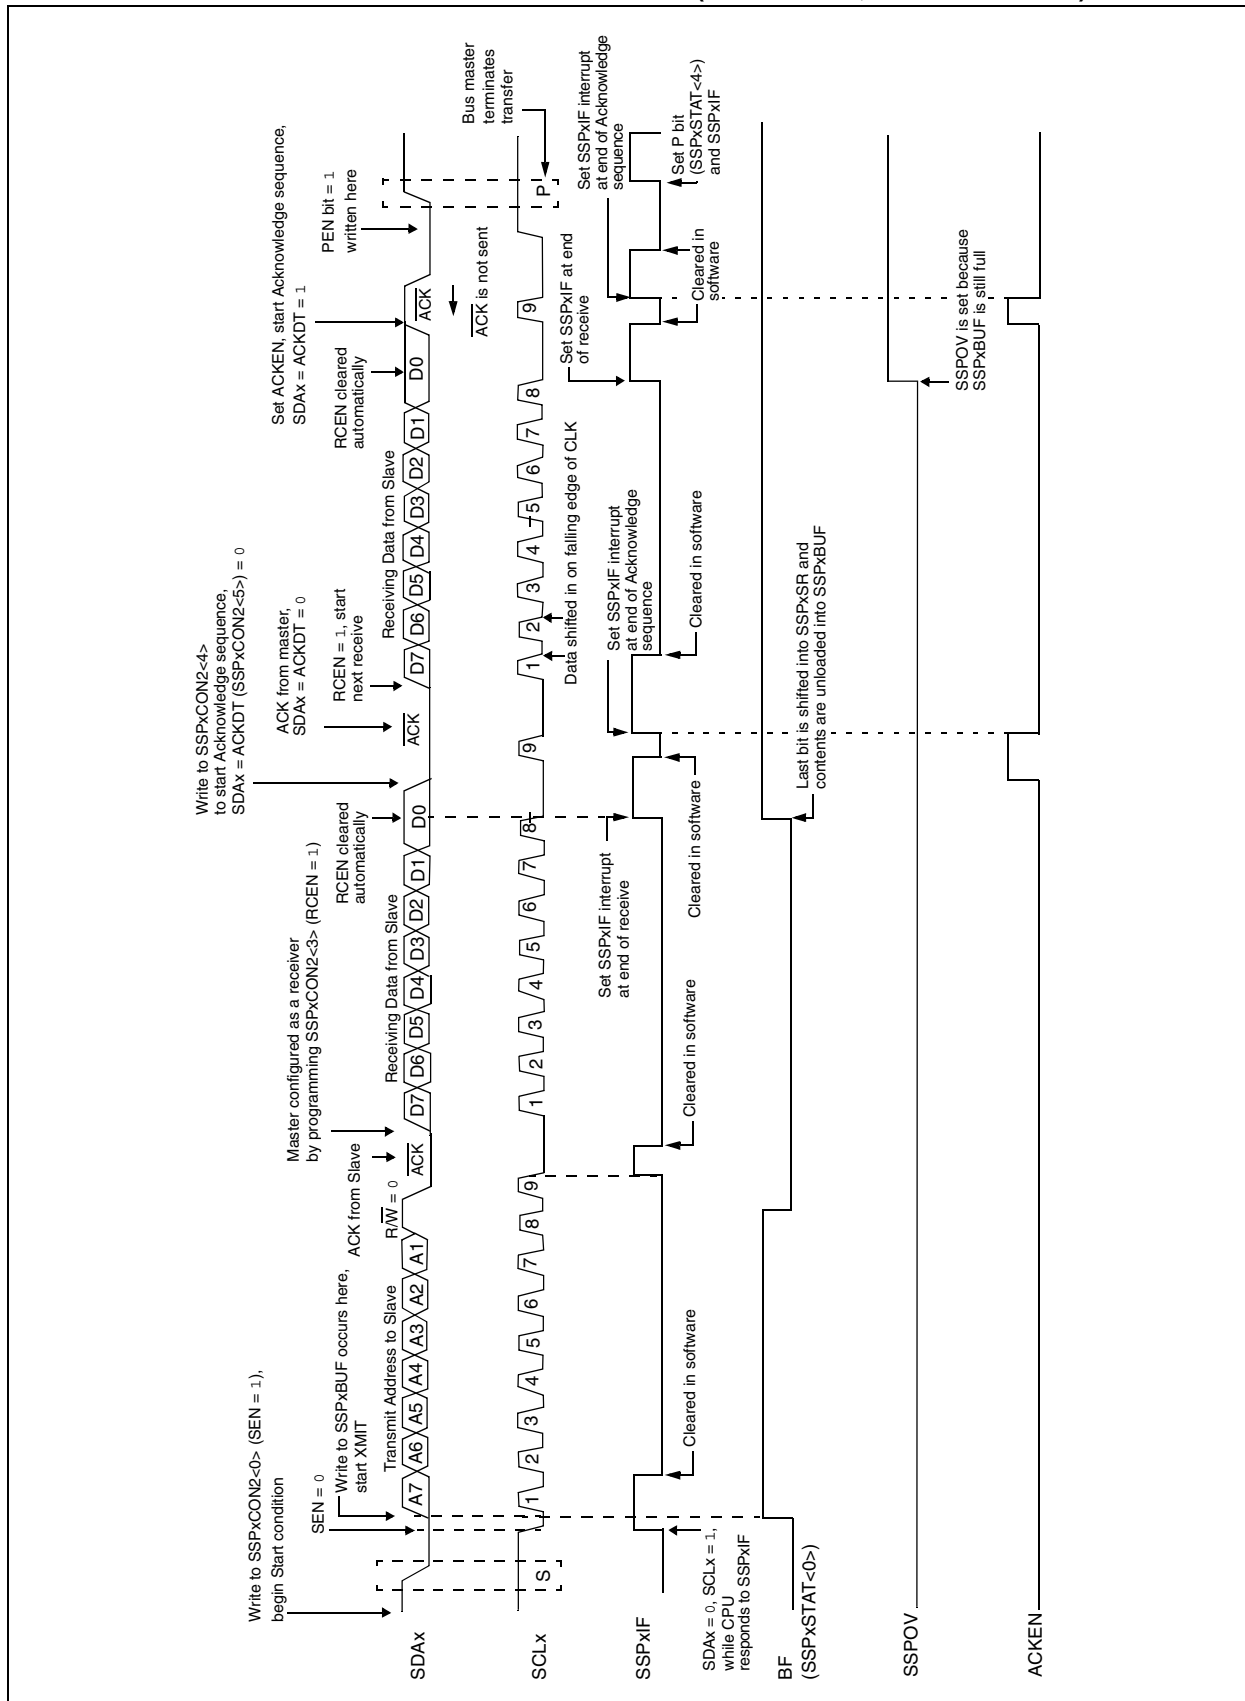 Write to SSPxCON2<0> (SEN = 1),
begin Start condition
SEN = 0
Write to SSPxBUF occurs here,
start XMIT
Transmit Address to Slave
R/W = 0
ACK from Slave
Master configured as a receiver
by programming SSPxCON2<3> (RCEN = 1)
Receiving Data from Slave
RCEN cleared
automatically
Write to SSPxCON2<4>
to start Acknowledge sequence,
SDAx = ACKDT (SSPxCON2<5>) = 0
ACK from master,
SDAx = ACKDT = 0
RCEN = 1, start
next receive
Receiving Data from Slave
RCEN cleared
automatically
Set ACKEN, start Acknowledge sequence,
SDAx = ACKDT = 1
PEN bit = 1
written here
SDAx
A7 A6 A5 A4 A3 A2 A1
ACK
D7 D6 D5 D4 D3 D2 D1 D0
ACK
D7 D6 D5 D4 D3 D2 D1 D0
ACK
ACK is not sent
Bus master
terminates
transfer
SCLx
S
1 2 3 4 5 6 7 8 9
1 2 3 4 5 6 7 8 9
1 2 3 4 5 6 7 8 9
P
Data shifted in on falling edge of CLK
Set SSPxIF interrupt
at end of receive
Set SSPxIF interrupt
at end of Acknowledge
sequence
Set SSPxIF at end
of receive
Set SSPxIF interrupt
at end of Acknowledge
sequence
SSPxIF
SDAx = 0, SCLx = 1,
while CPU
responds to SSPxIF
Cleared in software
Cleared in software
Cleared in software
Cleared in software
Cleared in
software
Set P bit
(SSPxSTAT<4>)
and SSPxIF
BF
(SSPxSTAT<0>)
Last bit is shifted into SSPxSR and
contents are unloaded into SSPxBUF
SSPOV
SSPOV is set because
SSPxBUF is still full
ACKEN